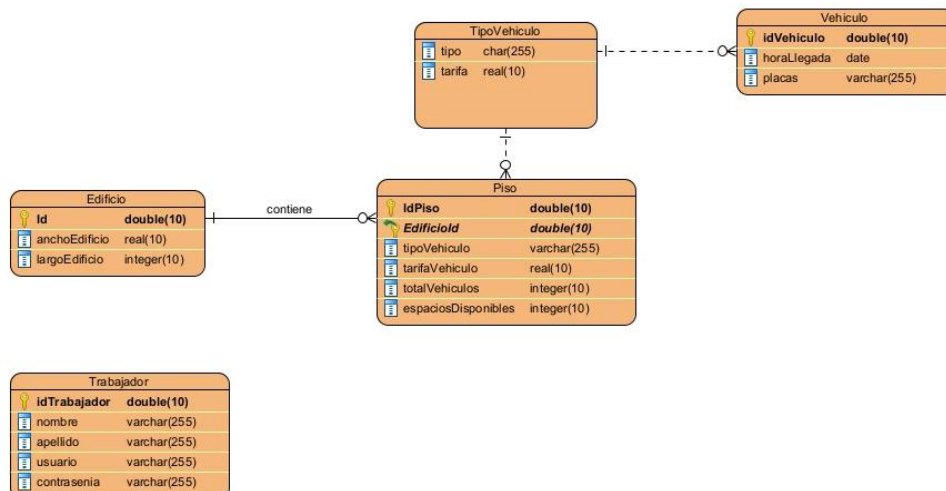 TipoVehiculo
tipo char(255)
tarifa real(10)
Vehiculo
idVehiculo double(10)
horaLlegada date
placas varchar(255)
Edificio
Id double(10)
anchoEdificio real(10)
largoEdificio integer(10)
contiene
Piso
IdPiso double(10)
EdificioId double(10)
tipoVehiculo varchar(255)
tarifaVehiculo real(10)
totalVehiculos integer(10)
espaciosDisponibles integer(10)
Trabajador
idTrabajador double(10)
nombre varchar(255)
apellido varchar(255)
usuario varchar(255)
contrasenia varchar(255)